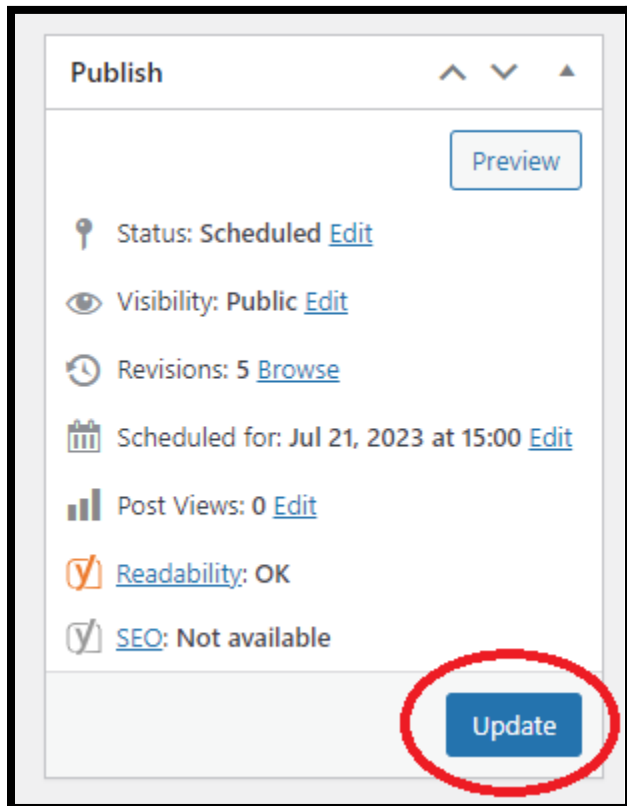 Publish
Preview
Status: Scheduled Edit
Visibility: Public Edit
Revisions: 5 Browse
Scheduled for: Jul 21, 2023 at 15:00 Edit
Post Views: 0 Edit
Readability: OK
SEO: Not available
Update